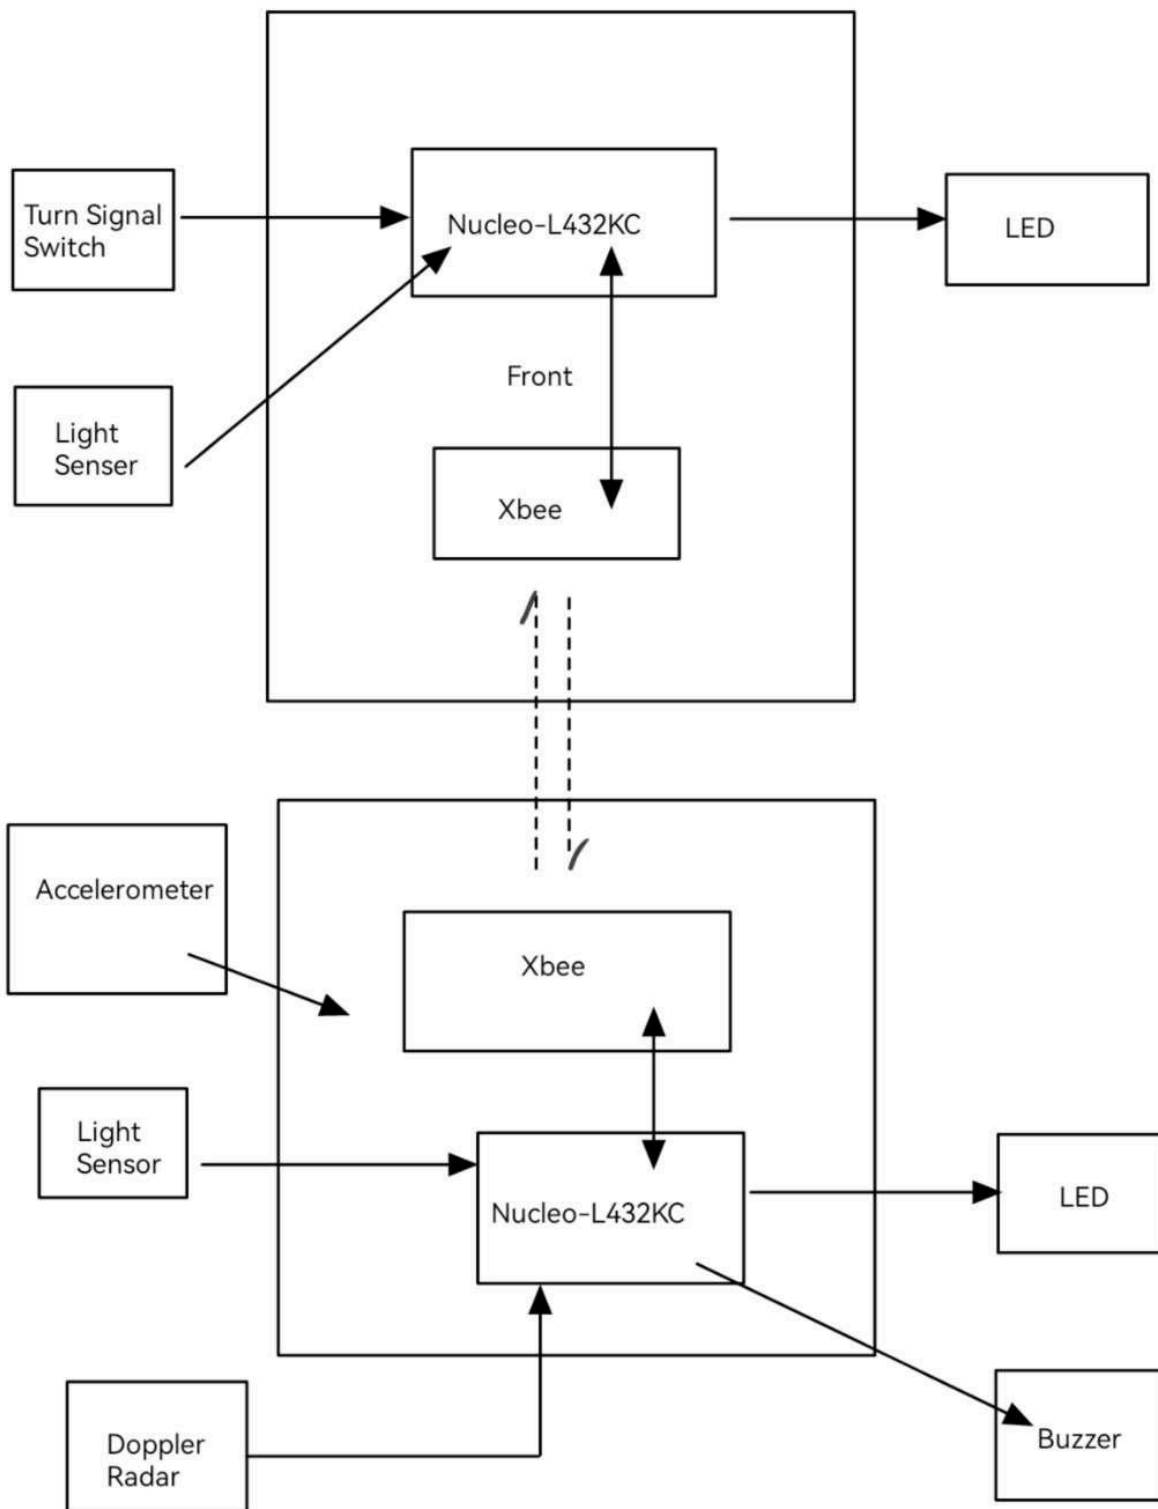 Turn Signal
Switch
Nucleo-L432KC
LED
Front
Light
Senser
Xbee
Accelerometer
Xbee
Light
Sensor
Nucleo-L432KC
LED
Doppler
Radar
Buzzer